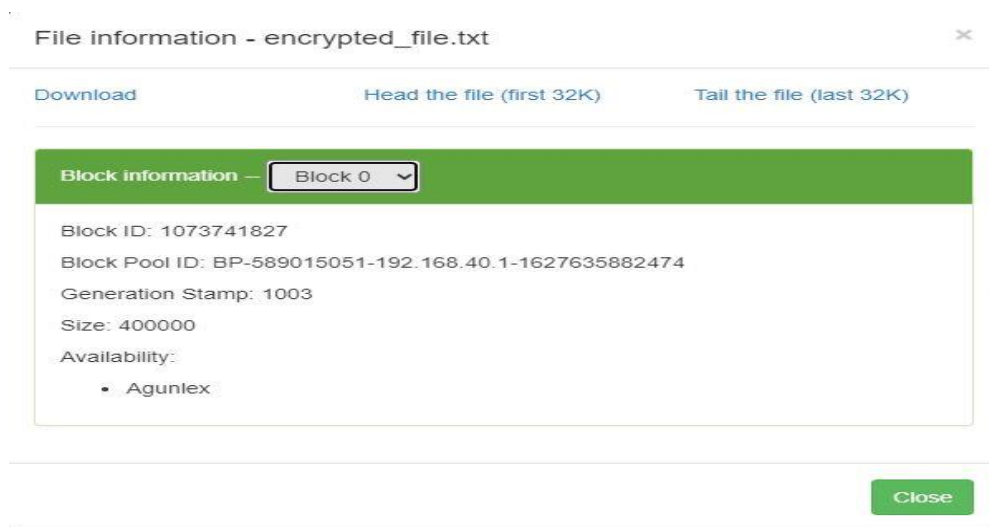 File information - encrypted_file.txt ×
Download Head the file (first 32K) Tail the file (last 32K)
Block information -- Block 0
Block ID: 1073741827
Block Pool ID: BP-589015051-192.168.40.1-1627635882474
Generation Stamp: 1003
Size: 400000
Availability:
• Agunlex
Close